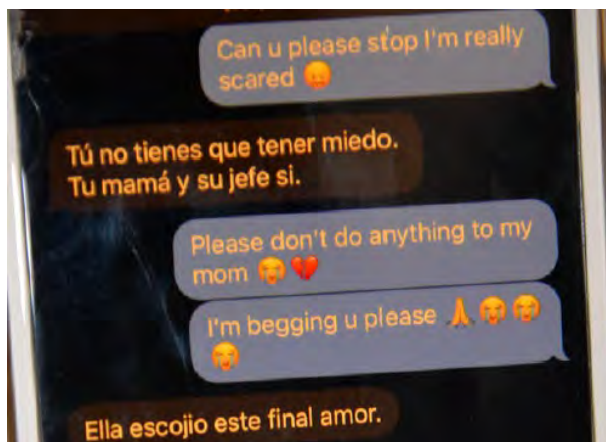 Can u please stop I'm really
scared 😖
Tú no tienes que tener miedo.
Tu mamá y su jefe si.
Please don't do anything to my
mom 😭💔
I'm begging u please 🙏😭😭
😭
Ella escojio este final amor.